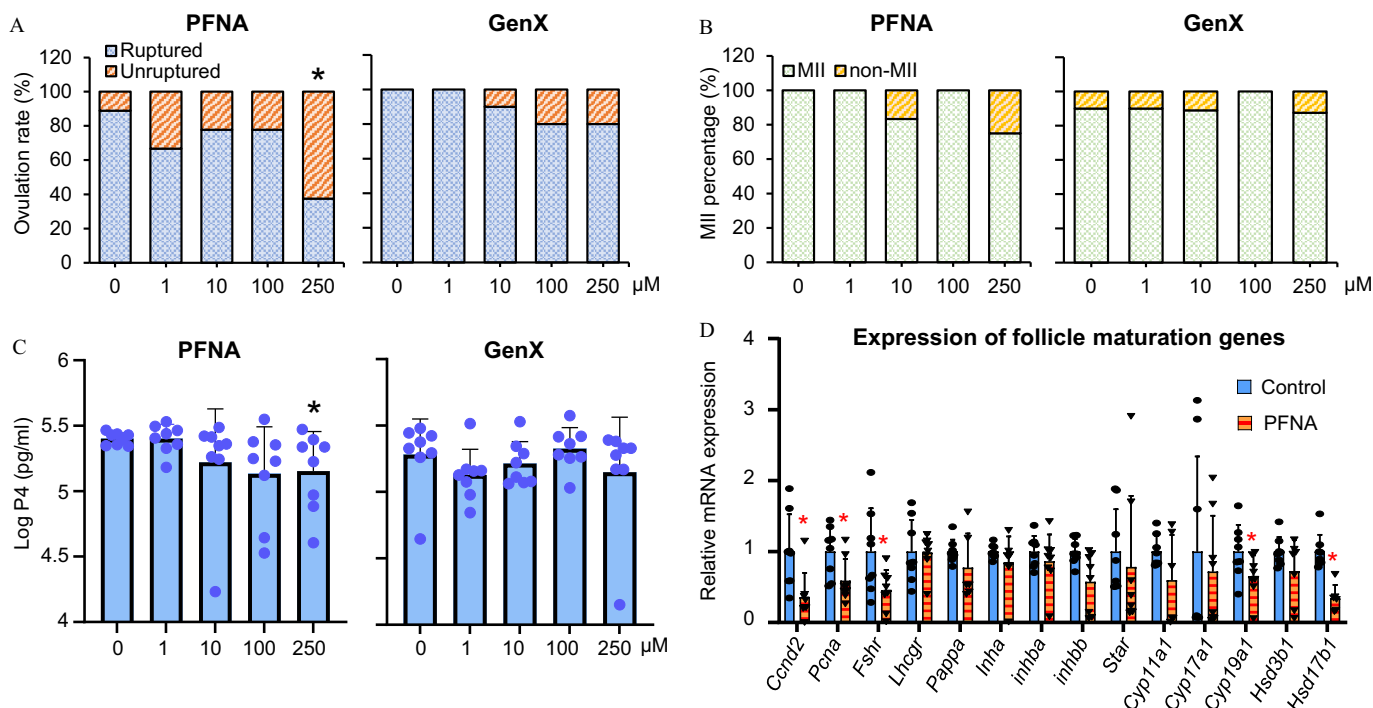 A
PFNA
GenX
Ruptured
Unruptured
*
Ovulation rate (%)
120
100
80
60
40
20
0
0 1 10 100 250
0 1 10 100 250 µM
B
PFNA
GenX
MII non-MII
MII percentage (%)
120
100
80
60
40
20
0
0 1 10 100 250
0 1 10 100 250 µM
C
PFNA
GenX
*
Log P4 (pg/ml)
6
5.5
5
4.5
4
0 1 10 100 250
0 1 10 100 250 µM
D
Expression of follicle maturation genes
Control
PFNA
Relative mRNA expression
4
3
2
1
0
* * * * *
Ccnd2
Pcna
Fshr
Lhcgr
Pappa
Inha
inhba
inhbb
Star
Cyp11a1
Cyp17a1
Cyp19a1
Hsd3b1
Hsd17b1